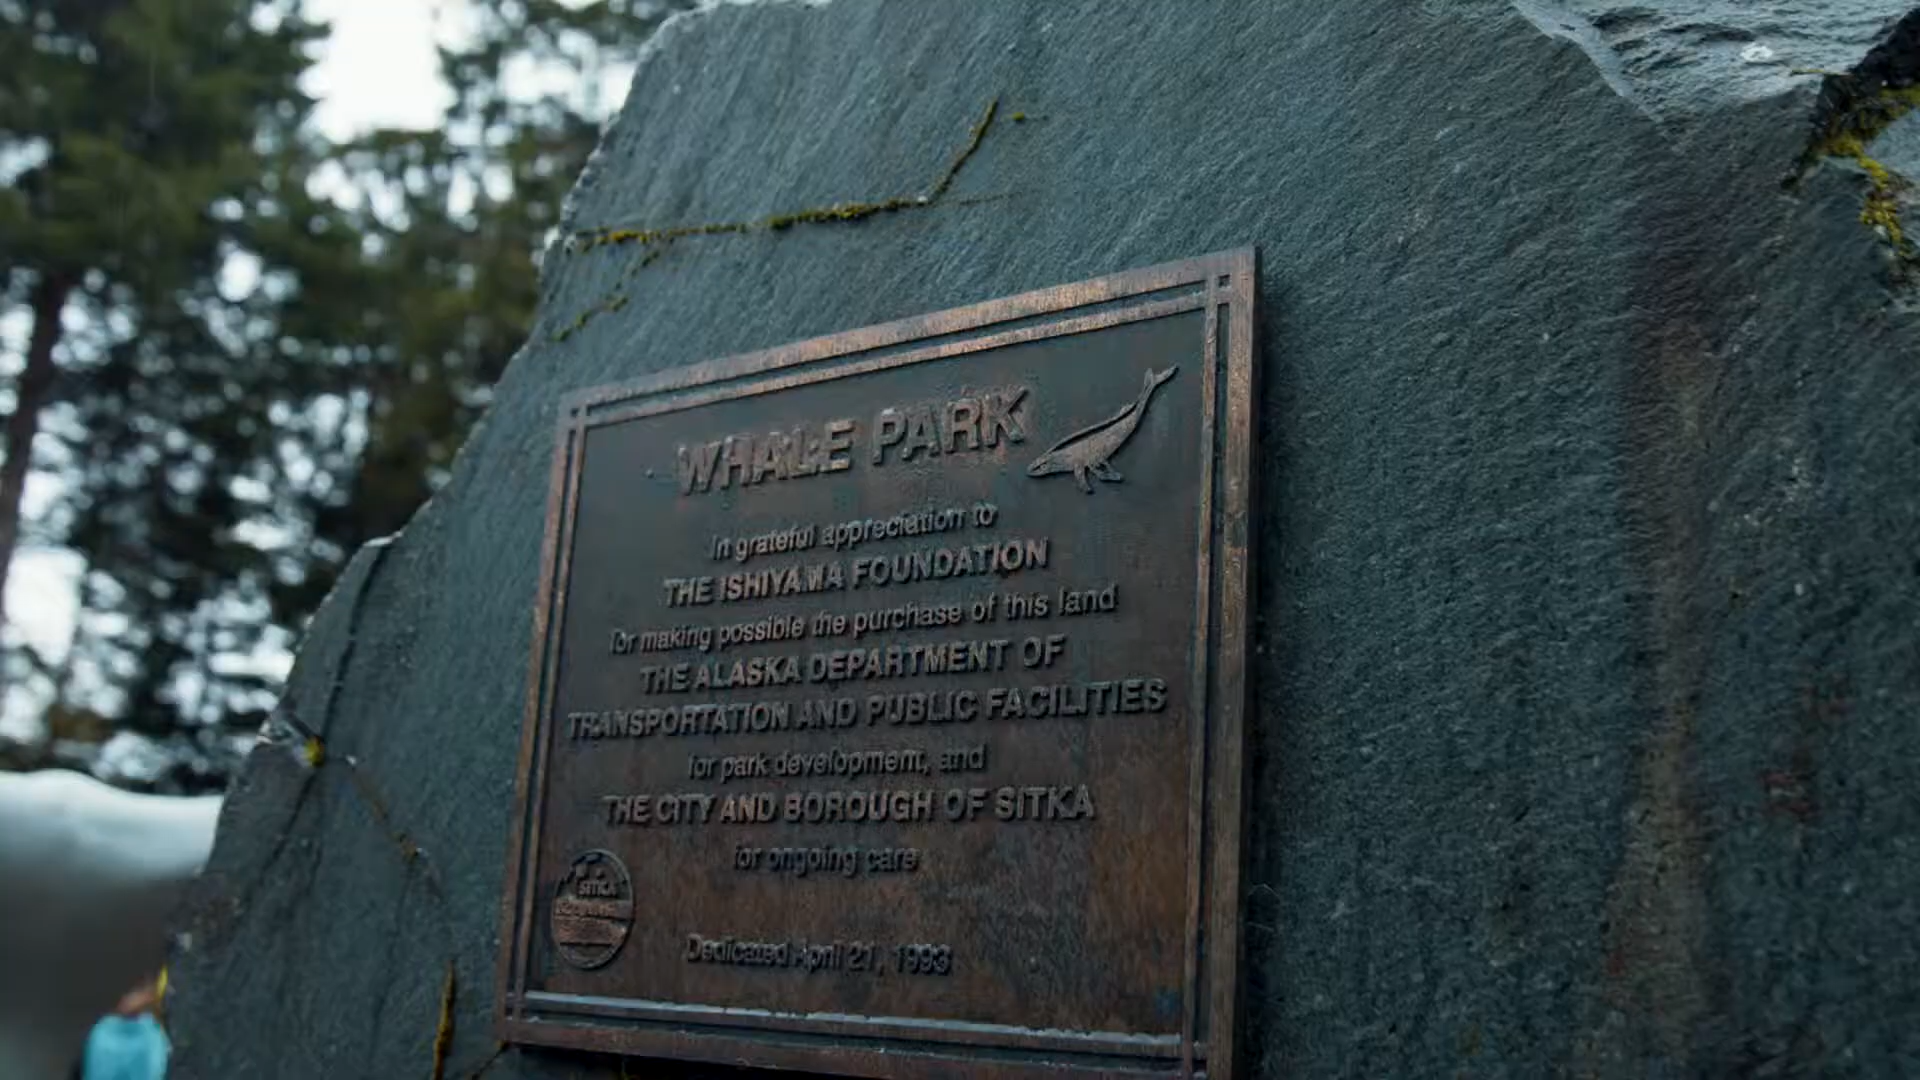 WHALE PARK
In grateful appreciation to
THE ISHIYAMA FOUNDATION
for making possible the purchase of this land
THE ALASKA DEPARTMENT OF
TRANSPORTATION AND PUBLIC FACILITIES
for park development, and
THE CITY AND BOROUGH OF SITKA
for ongoing care
SITKA
Dedicated April 21, 1993